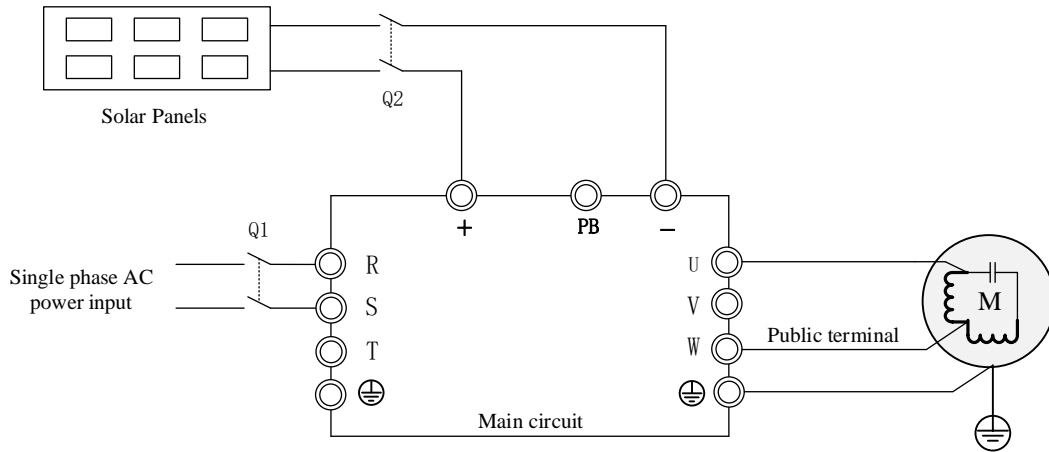 Solar Panels
Q2
+
PB
−
Q1
Single phase AC
power input
R
S
T
U
V
W
Public terminal
M
Main circuit